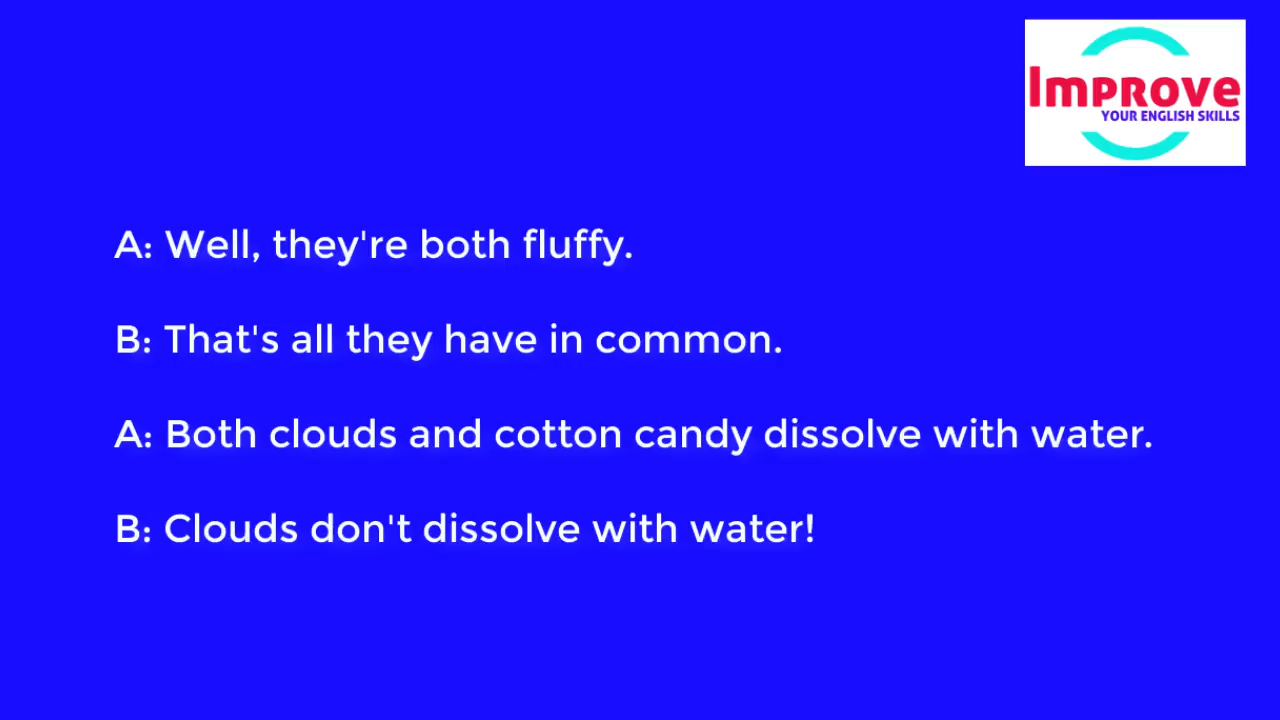 Improve
YOUR ENGLISH SKILLS
A: Well, they're both fluffy.
B: That's all they have in common.
A: Both clouds and cotton candy dissolve with water.
B: Clouds don't dissolve with water!